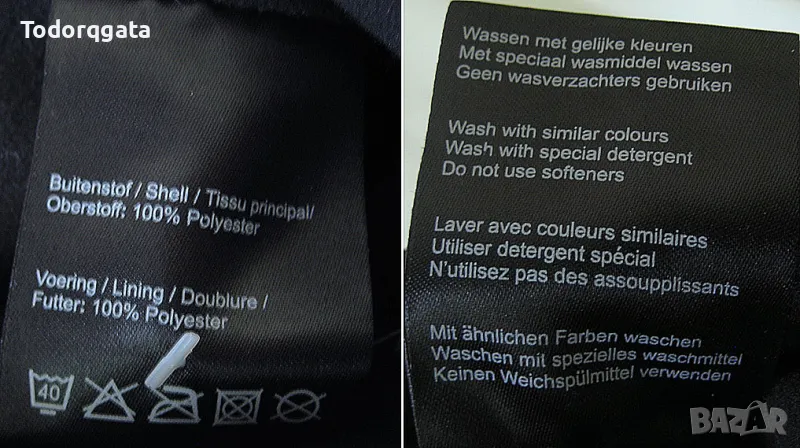 Todorqgata
Buitenstof / Shell / Tissu principal/
Oberstoff: 100% Polyester
Voering / Lining / Doublure /
Futter: 100% Polyester
40
Wassen met gelijke kleuren
Met speciaal wasmiddel wassen
Geen wasverzachters gebruiken
Wash with similar colours
Wash with special detergent
Do not use softeners
Laver avec couleurs similaires
Utiliser detergent spécial
N'utilisez pas des assouplissants
Mit ähnlichen Farben waschen
Waschen mit spezielles waschmittel
Keinen Weichspülmittel verwenden
BAZAR